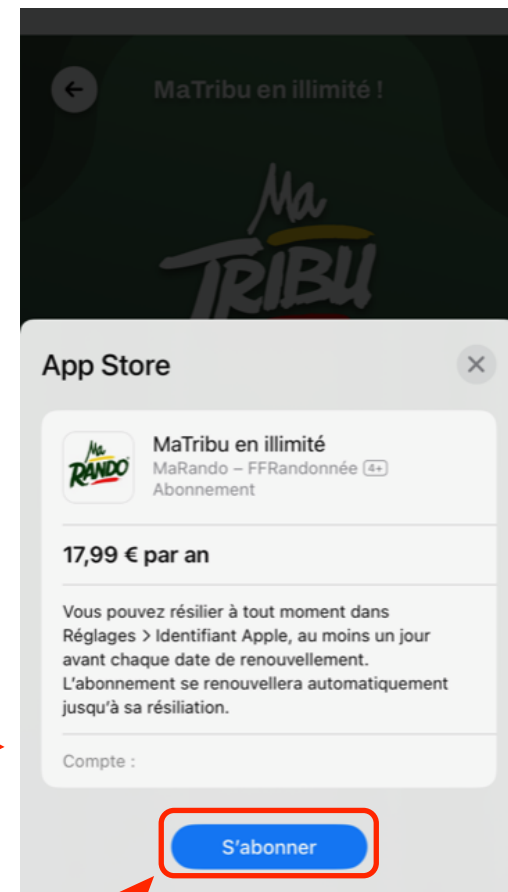 MaTribu en illimité !
Ma
TRIBU
App Store
Ma
RANDO
MaTribu en illimité
MaRando – FFRandonnée 4+
Abonnement
17,99 € par an
Vous pouvez résilier à tout moment dans
Réglages > Identifiant Apple, au moins un jour
avant chaque date de renouvellement.
L'abonnement se renouvellera automatiquement
jusqu'à sa résiliation.
Compte :
S'abonner